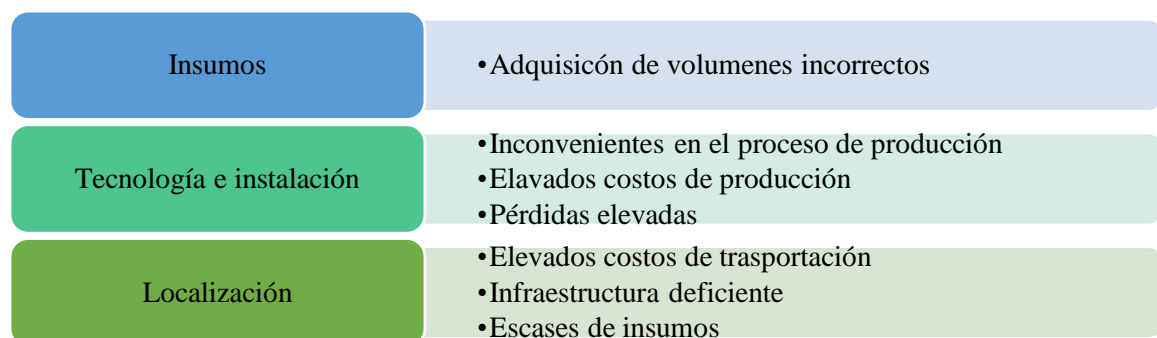 Insumos
•Adquisicón de volumenes incorrectos
Tecnología e instalación
•Inconvenientes en el proceso de producción
•Elavados costos de producción
•Pérdidas elevadas
Localización
•Elevados costos de trasportación
•Infraestructura deficiente
•Escases de insumos